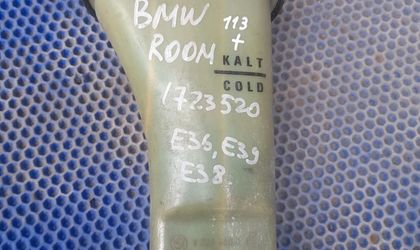 BMW 113
ROOM +
KALT
COLD
1723520
E36, E39
E38